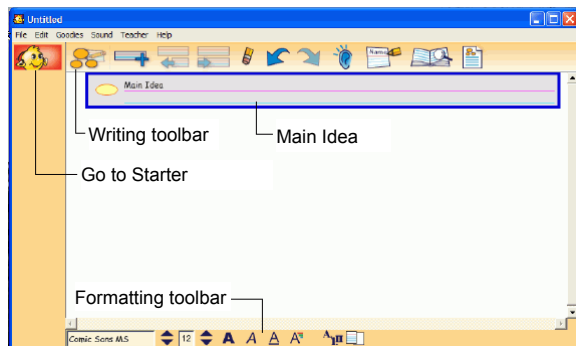 Untitled
File Edit Goodies Sound Teacher Help
Name
Main Idea
Writing toolbar
Main Idea
Go to Starter
Formatting toolbar
Comic Sans MS 12 A A A A